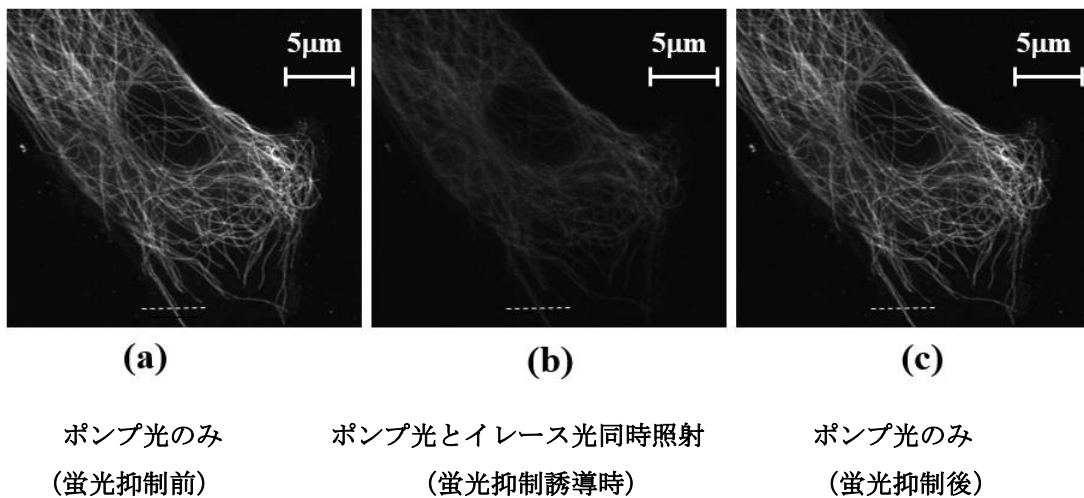 5μm
5μm
5μm
(a)
(b)
(c)
ポンプ光のみ
ポンプ光とイレース光同時照射
ポンプ光のみ
（蛍光抑制前）
（蛍光抑制誘導時）
（蛍光抑制後）